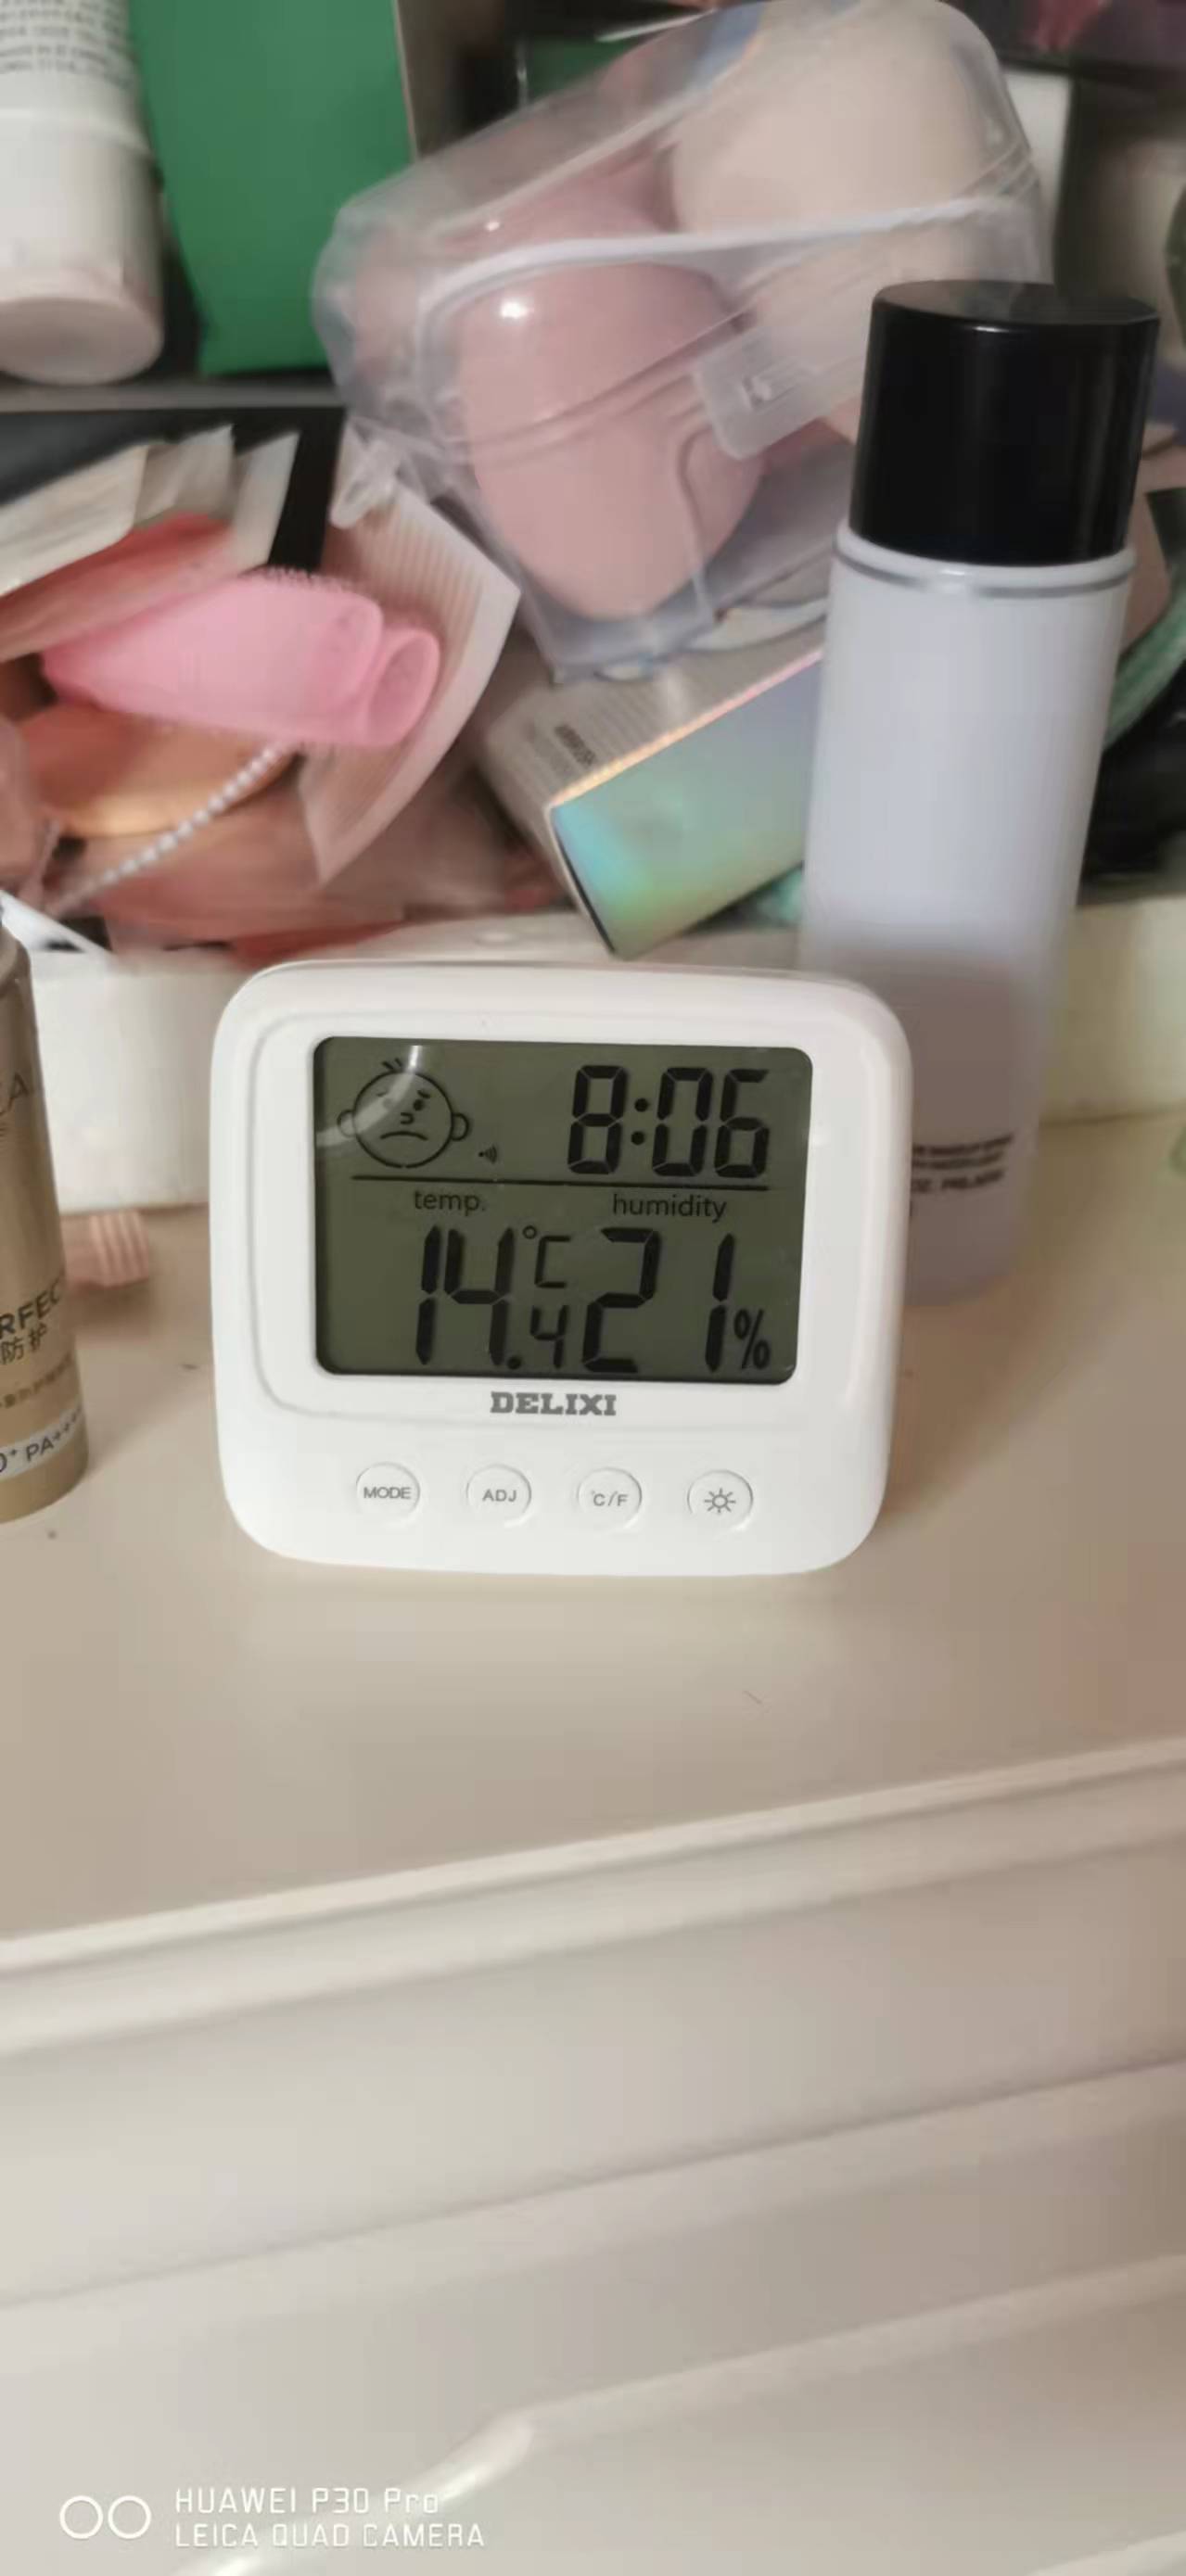 8:06
temp. humidity
14.4 °C 21 %
DELIXI
MODE ADJ °C/F
RFEC
防护
PA+++
HUAWEI P30 Pro
LEICA QUAD CAMERA